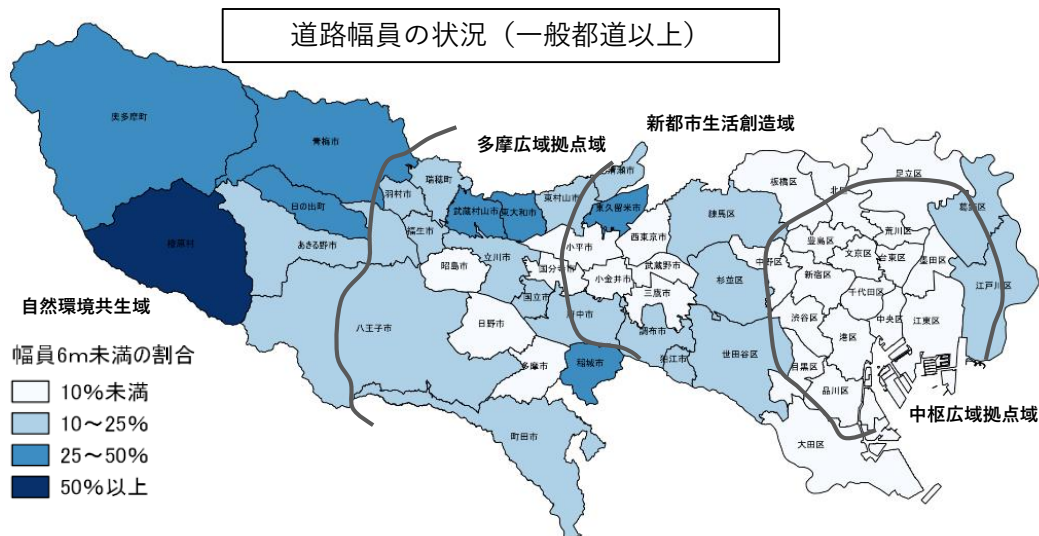 道路幅員の状況（一般都道以上）
新都市生活創造域
多摩広域拠点域
自然環境共生域
中枢広域拠点域
奥多摩町
青梅市
日の出町
あきる野市
八王子市
羽村市
瑞穂町
福生市
武蔵村山市
東大和市
東村山市
清瀬市
東久留米市
昭島市
立川市
小平市
西東京市
国分寺市
小金井市
武蔵野市
三鷹市
国立市
府中市
日野市
調布市
狛江市
多摩市
稲城市
町田市
練馬区
板橋区
足立区
葛飾区
豊島区
荒川区
中野区
文京区
台東区
墨田区
杉並区
新宿区
千代田区
江戸川区
渋谷区
中央区
江東区
港区
世田谷区
目黒区
品川区
大田区
幅員6m未満の割合
10%未満
10～25%
25～50%
50%以上